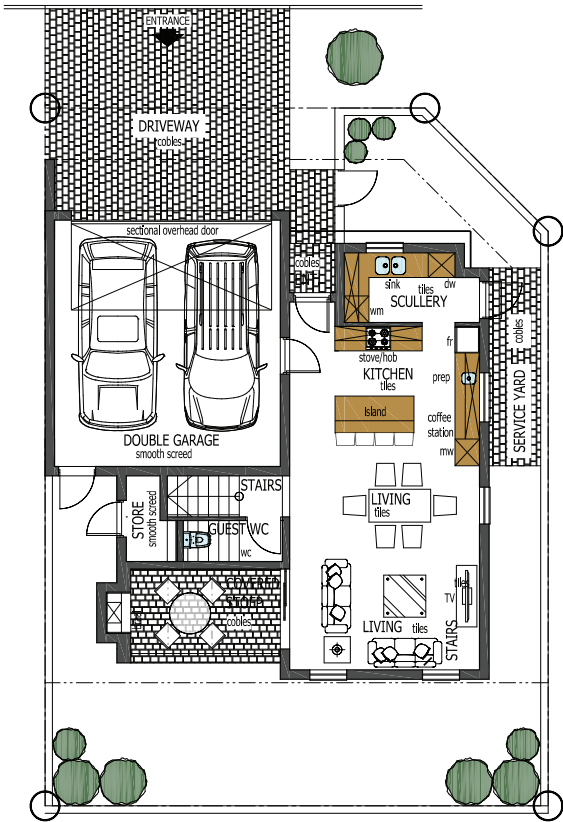 ENTRANCE
DRIVEWAY
cobles
sectional overhead door
cobles
sink
tiles
dw
SCULLERY
wm
cobles
stove/hob
fr
KITCHEN
tiles
prep
SERVICE YARD
Island
coffee
station
mw
DOUBLE GARAGE
smooth screed
STAIRS
STORE
smooth screed
LIVING
tiles
GUEST WC
wc
COVERED
STOEP
cobles
tiles
TV
LIVING
tiles
STAIRS